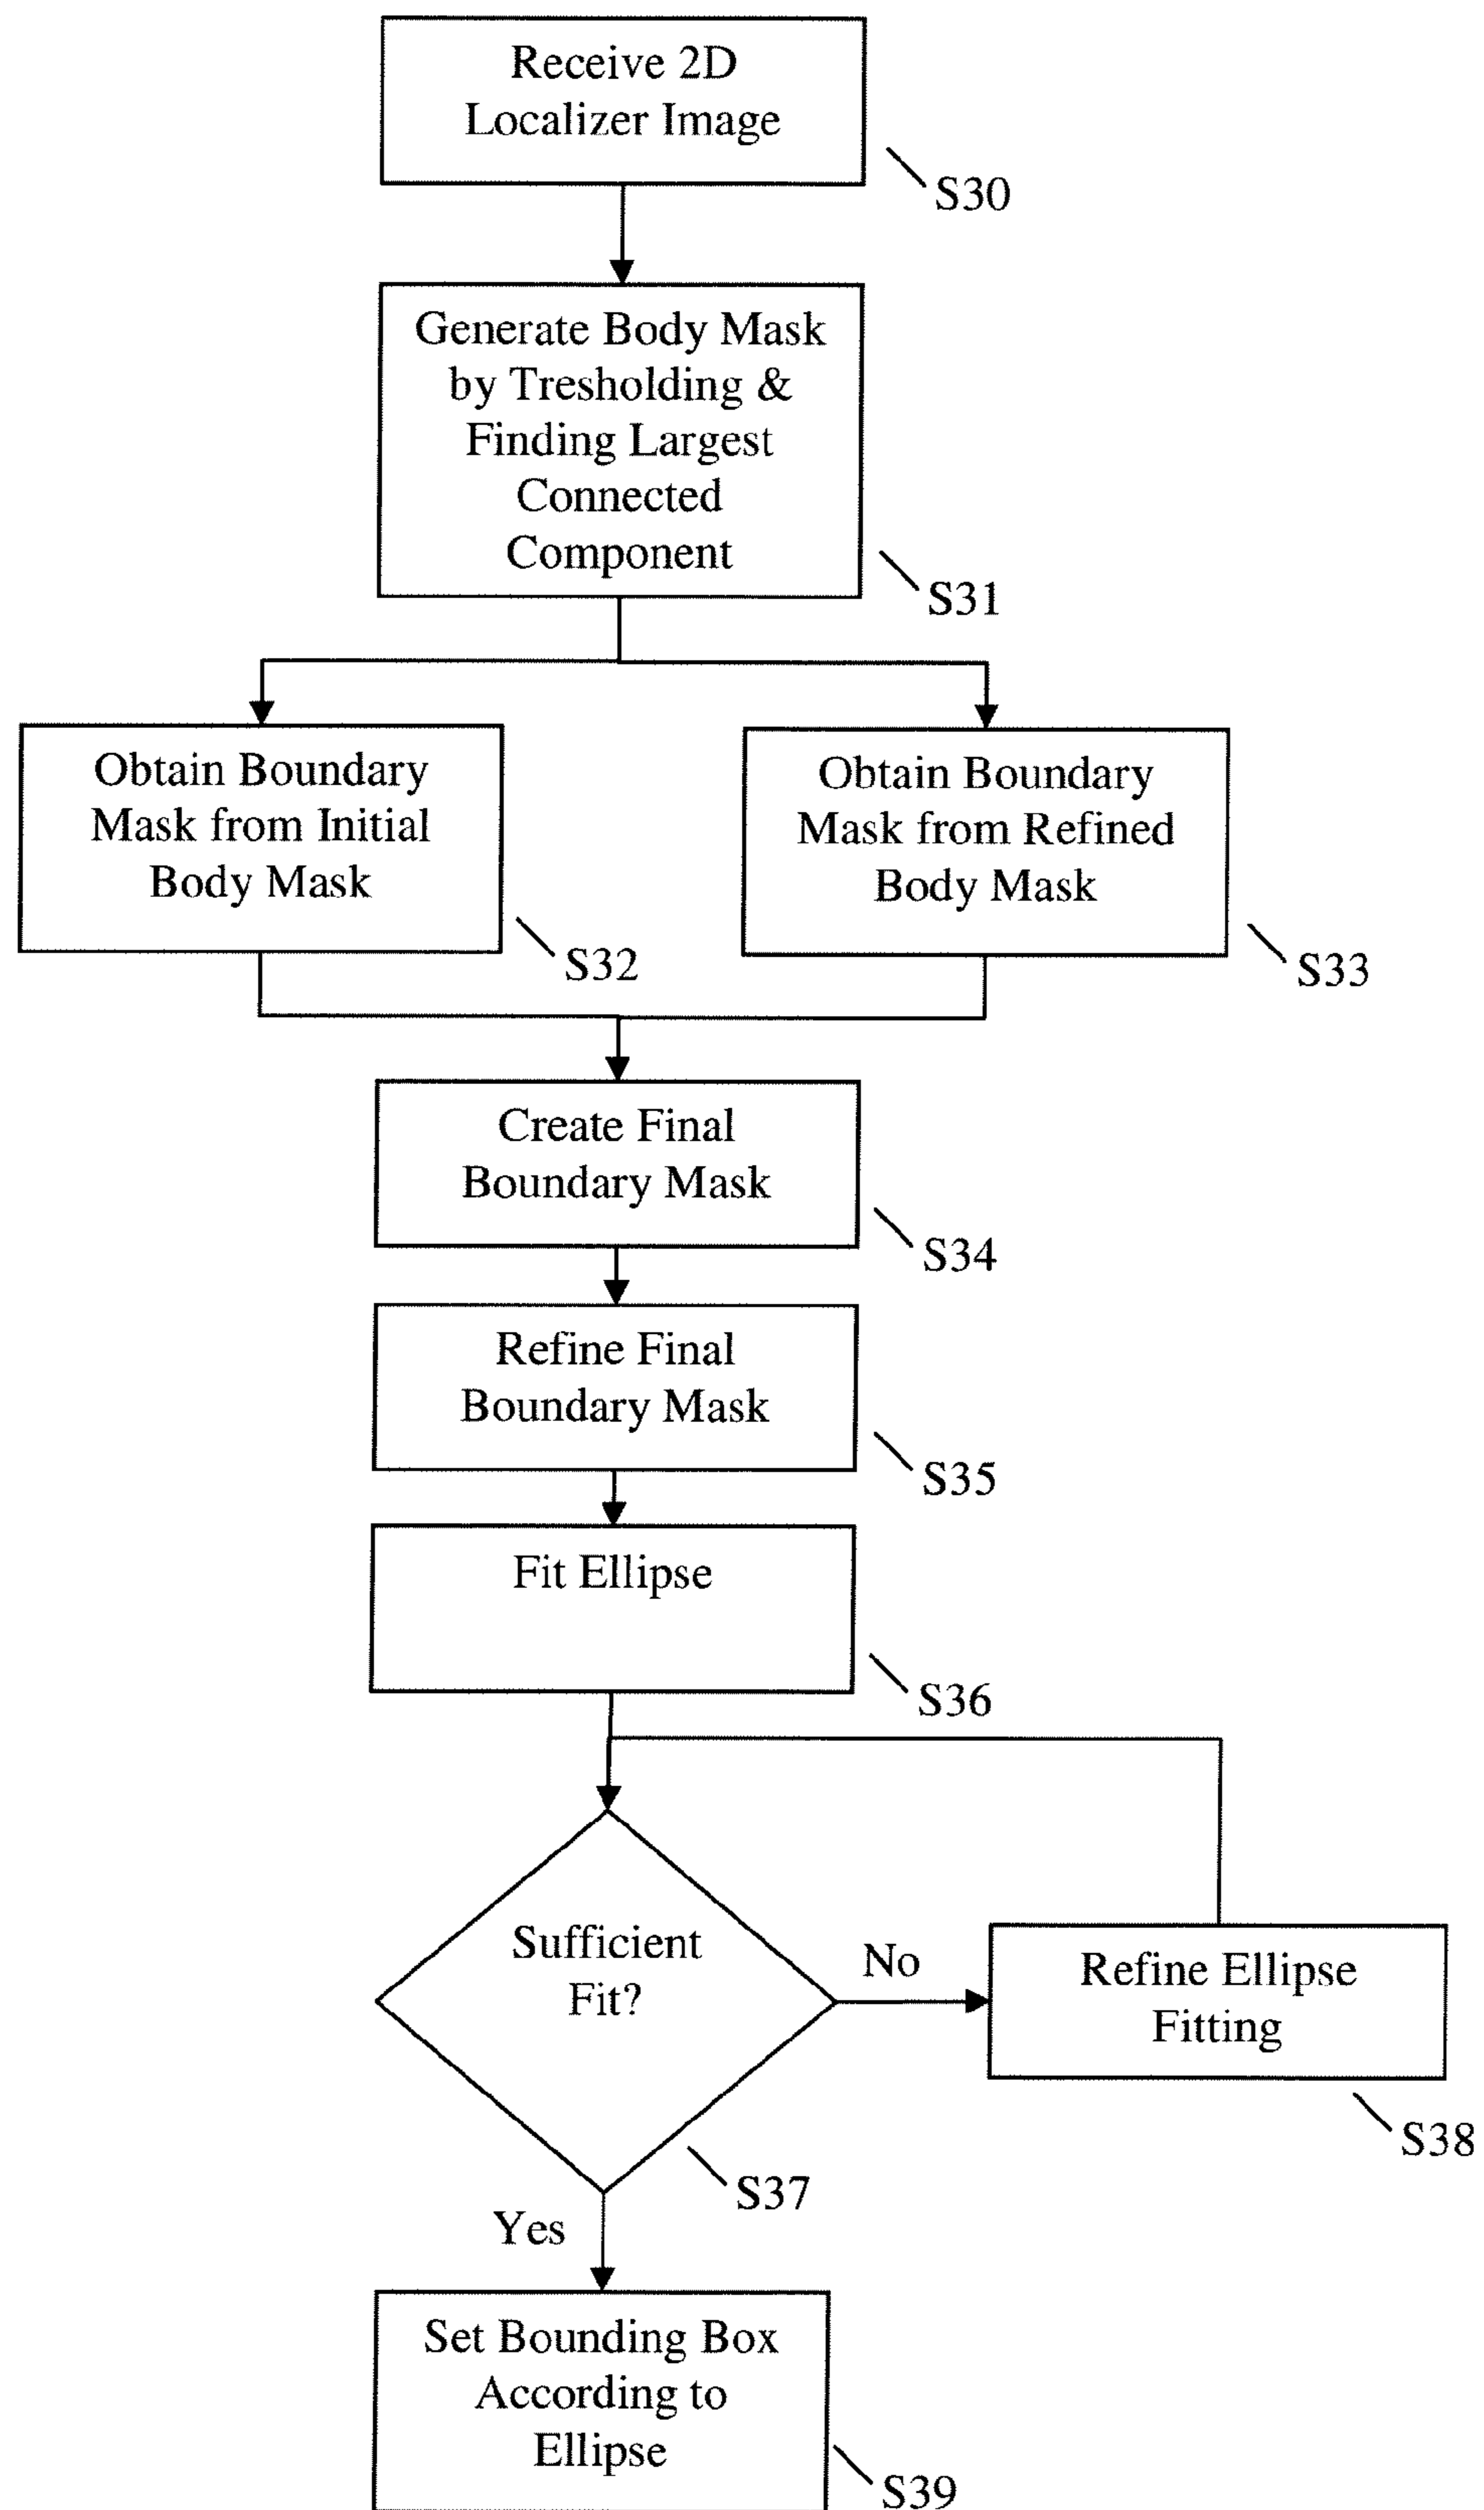 Receive 2D
Localizer Image
S30
Generate Body Mask
by Tresholding &
Finding Largest
Connected
Component
S31
Obtain Boundary
Mask from Initial
Body Mask
S32
Obtain Boundary
Mask from Refined
Body Mask
S33
Create Final
Boundary Mask
S34
Refine Final
Boundary Mask
S35
Fit Ellipse
S36
Sufficient
Fit?
S37
No
Refine Ellipse
Fitting
S38
Yes
Set Bounding Box
According to
Ellipse
S39